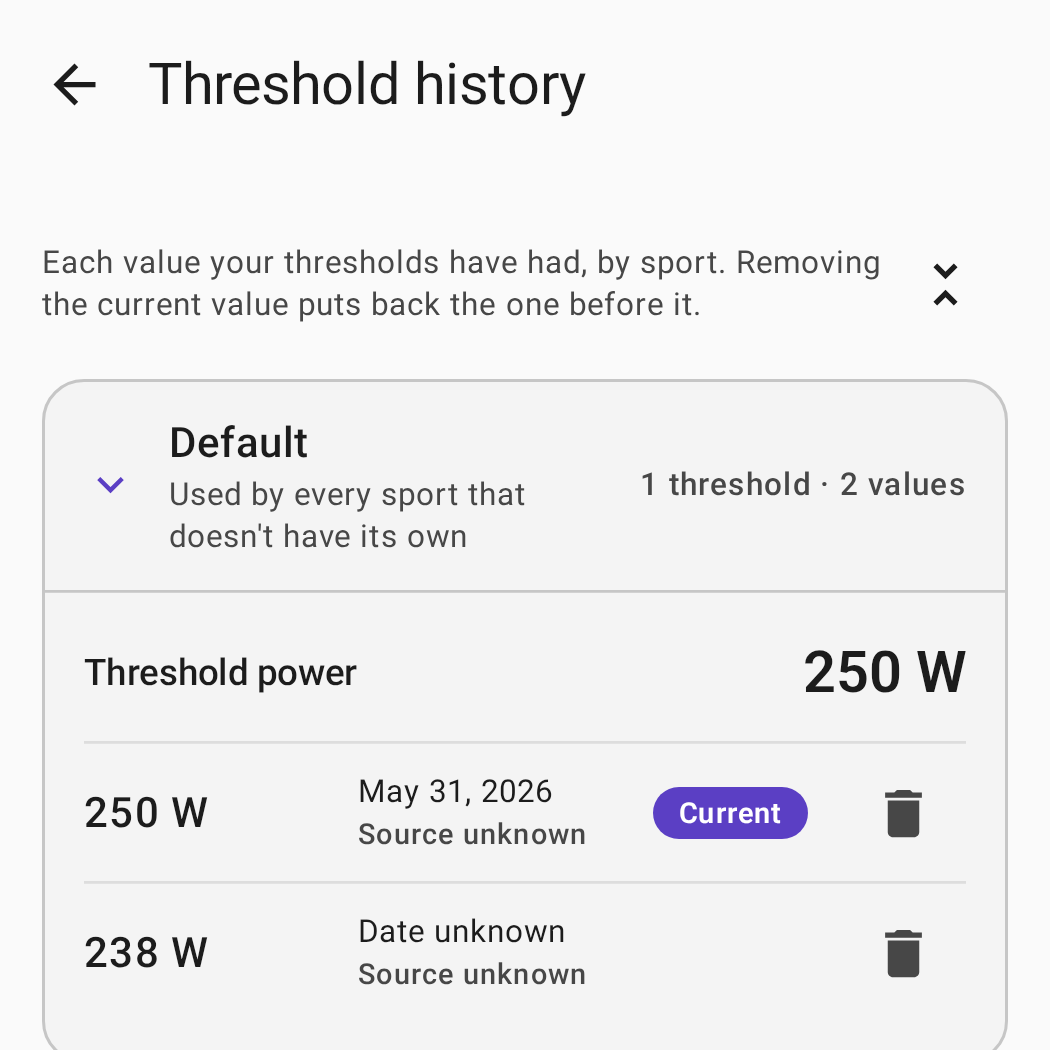 Threshold history
Each value your thresholds have had, by sport. Removing
the current value puts back the one before it.
Default
Used by every sport that
doesn't have its own
1 threshold · 2 values
Threshold power
250 W
250 W
May 31, 2026
Source unknown
Current
238 W
Date unknown
Source unknown